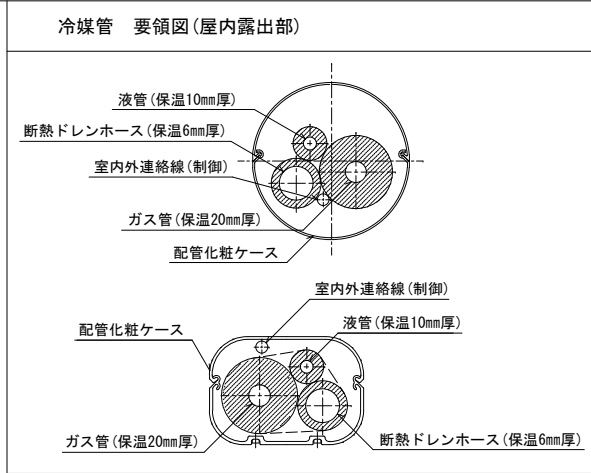 冷媒管　要領図(屋内露出部)
液管(保温10mm厚)
断熱ドレンホース(保温6mm厚)
室内外連絡線(制御)
ガス管(保温20mm厚)
配管化粧ケース
室内外連絡線(制御)
液管(保温10mm厚)
配管化粧ケース
ガス管(保温20mm厚)
断熱ドレンホース(保温6mm厚)